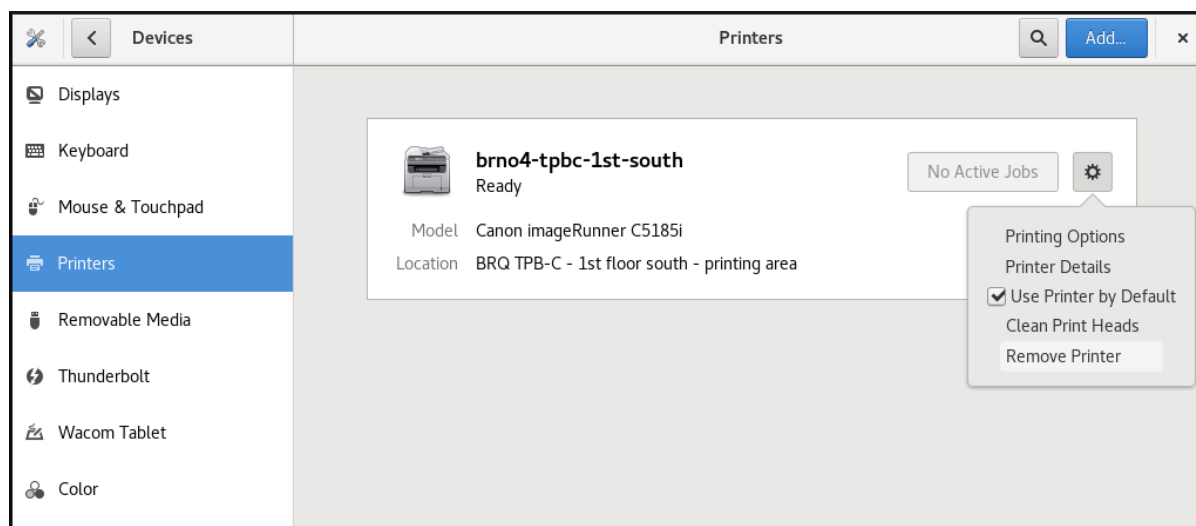 Devices
Printers
Add...
Displays
Keyboard
Mouse & Touchpad
Printers
Removable Media
Thunderbolt
Wacom Tablet
Color
brno4-tpbc-1st-south
Ready
No Active Jobs
Model Canon imageRunner C5185i
Location BRQ TPB-C - 1st floor south - printing area
Printing Options
Printer Details
Use Printer by Default
Clean Print Heads
Remove Printer